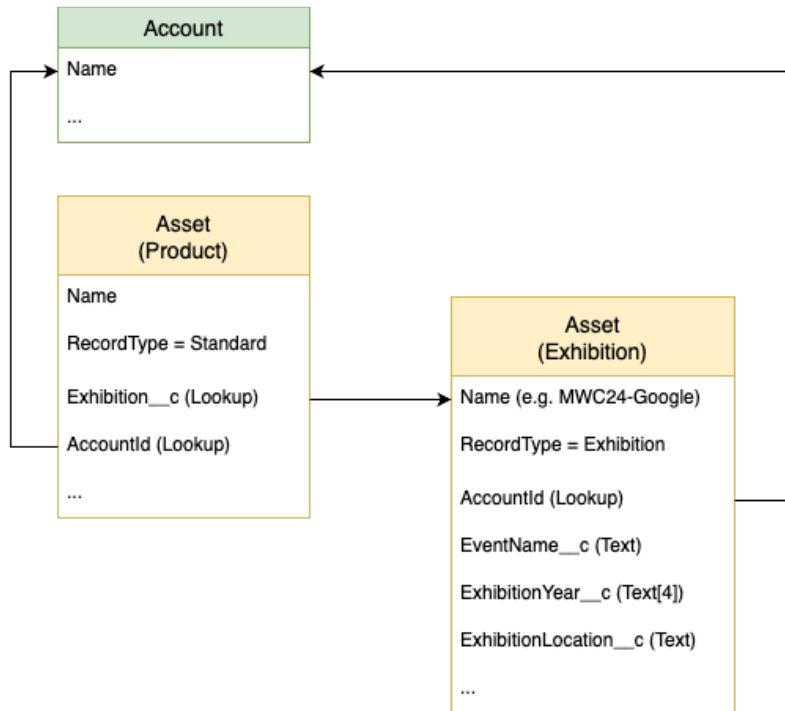 Account
Name
...
Asset
(Product)
Name
RecordType = Standard
Exhibition__c (Lookup)
AccountId (Lookup)
...
Asset
(Exhibition)
Name (e.g. MWC24-Google)
RecordType = Exhibition
AccountId (Lookup)
EventName__c (Text)
ExhibitionYear__c (Text[4])
ExhibitionLocation__c (Text)
...